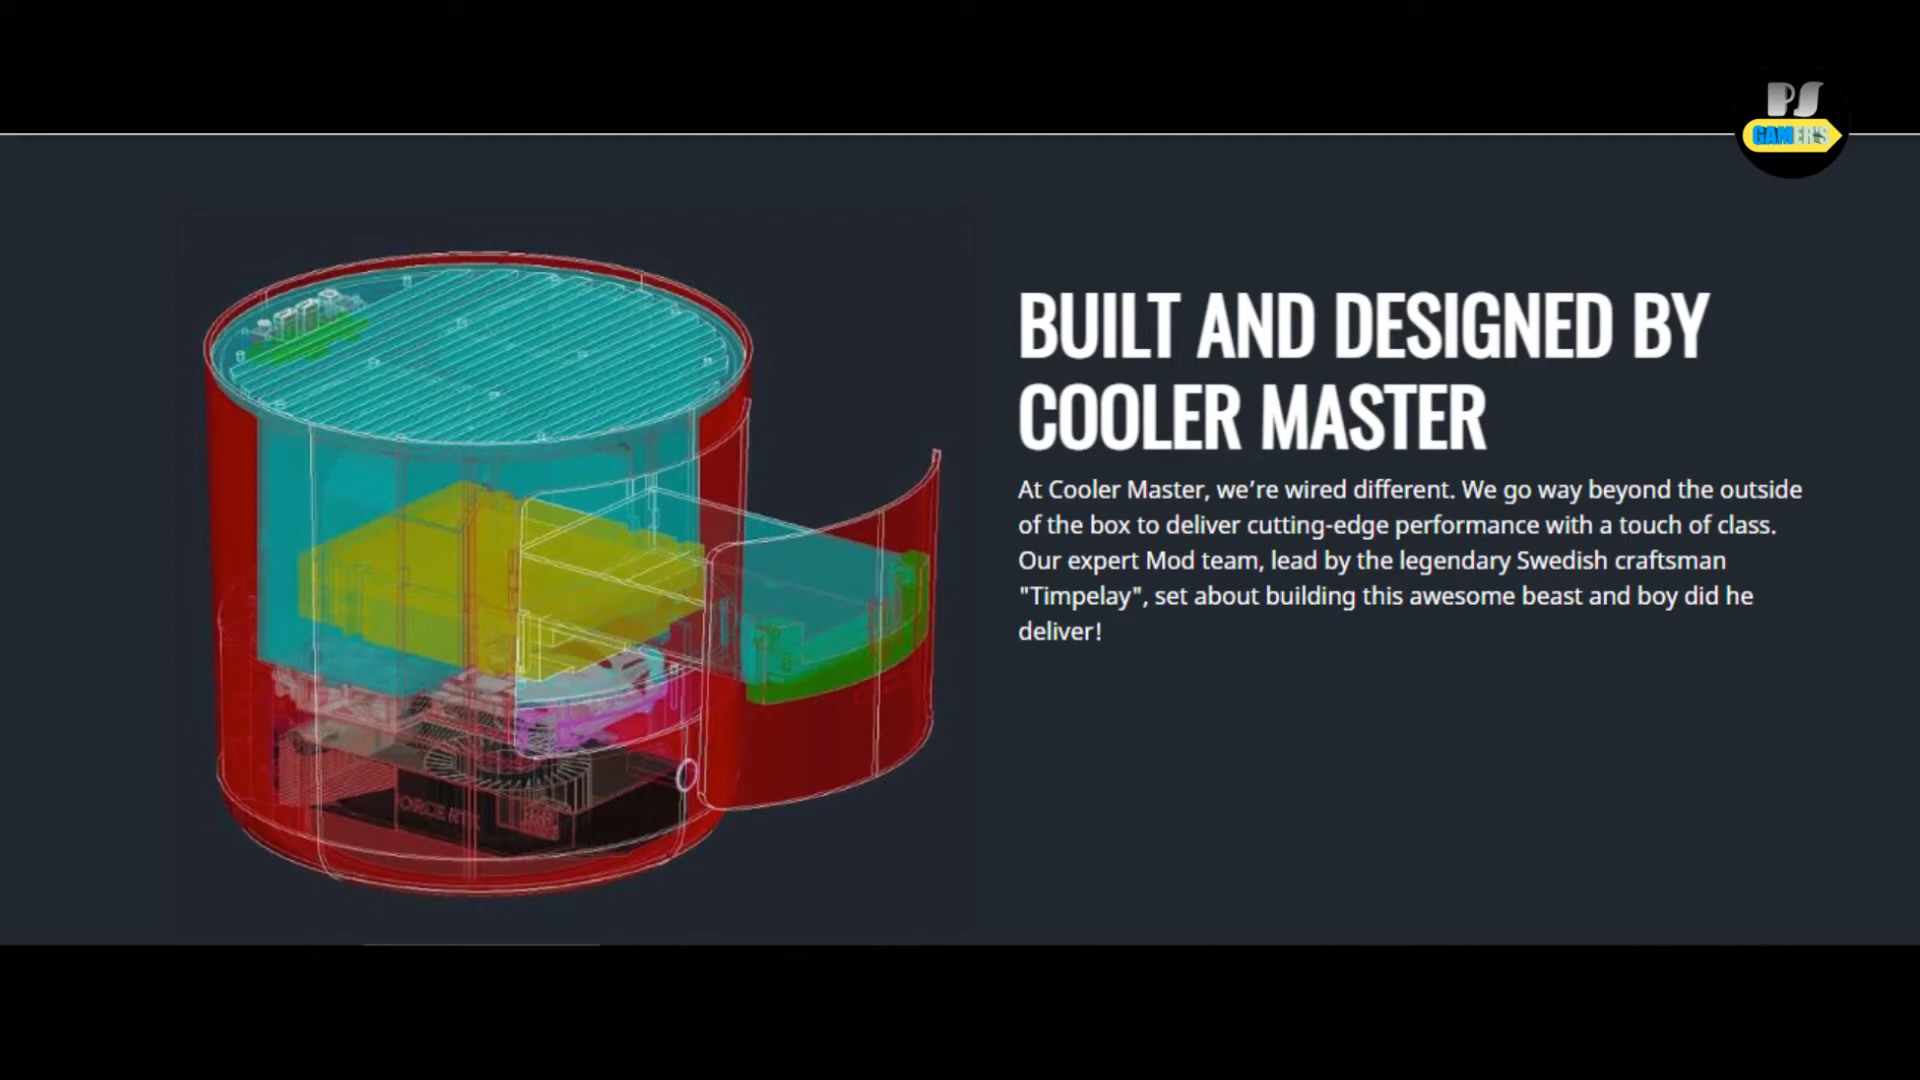 PS
GAMER'S
BUILT AND DESIGNED BY
COOLER MASTER
At Cooler Master, we’re wired different. We go way beyond the outside
of the box to deliver cutting-edge performance with a touch of class.
Our expert Mod team, lead by the legendary Swedish craftsman
"Timpelay", set about building this awesome beast and boy did he
deliver!